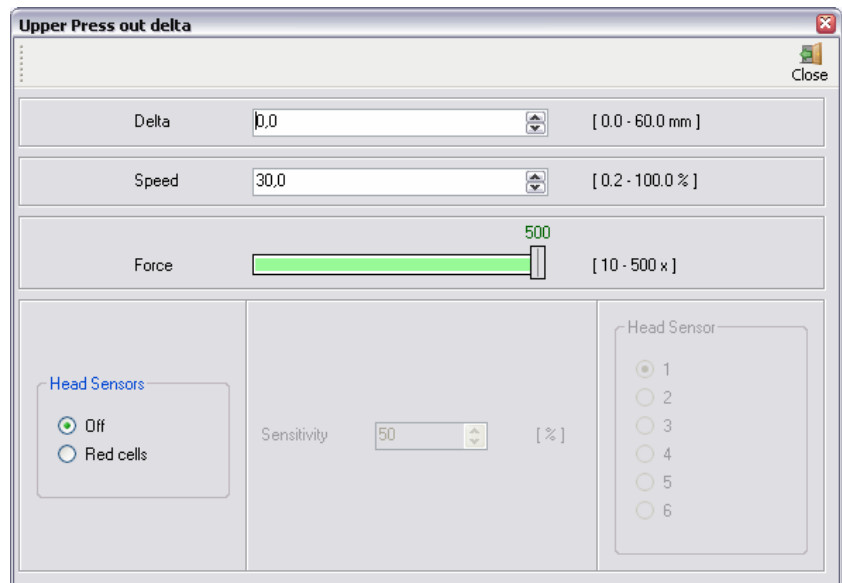 Upper Press out delta
Close
Delta 0,0 [ 0.0 - 60.0 mm ]
Speed 30,0 [ 0.2 - 100.0 % ]
500
Force [ 10 - 500 x ]
Head Sensors
Off
Red cells
Sensitivity 50 [ % ]
Head Sensor
1
2
3
4
5
6